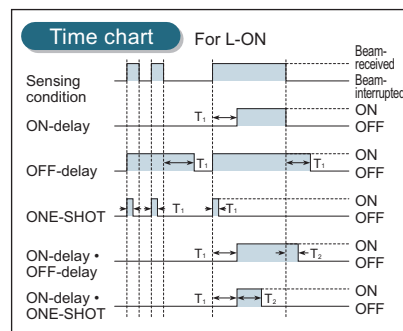 Time chart
For L-ON
Sensing condition
Beam-received
Beam-interrupted
ON-delay
T1
ON
OFF
OFF-delay
T1
T1
ON
OFF
ONE-SHOT
T1
T1
ON
OFF
ON-delay •
OFF-delay
T1
T2
ON
OFF
ON-delay •
ONE-SHOT
T1
T2
ON
OFF